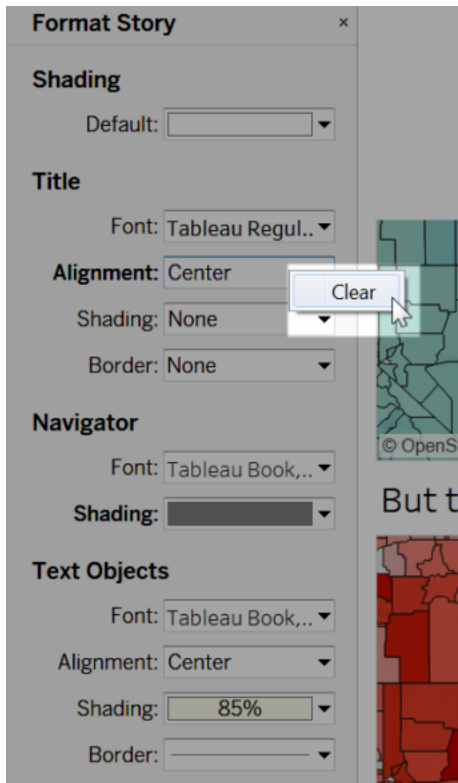 Format Story ×
Shading
Default:
Title
Font: Tableau Regul..
Alignment: Center
Clear
Shading: None
Border: None
Navigator
© OpenS
Font: Tableau Book,..
But t
Shading:
Text Objects
Font: Tableau Book,..
Alignment: Center
Shading: 85%
Border: